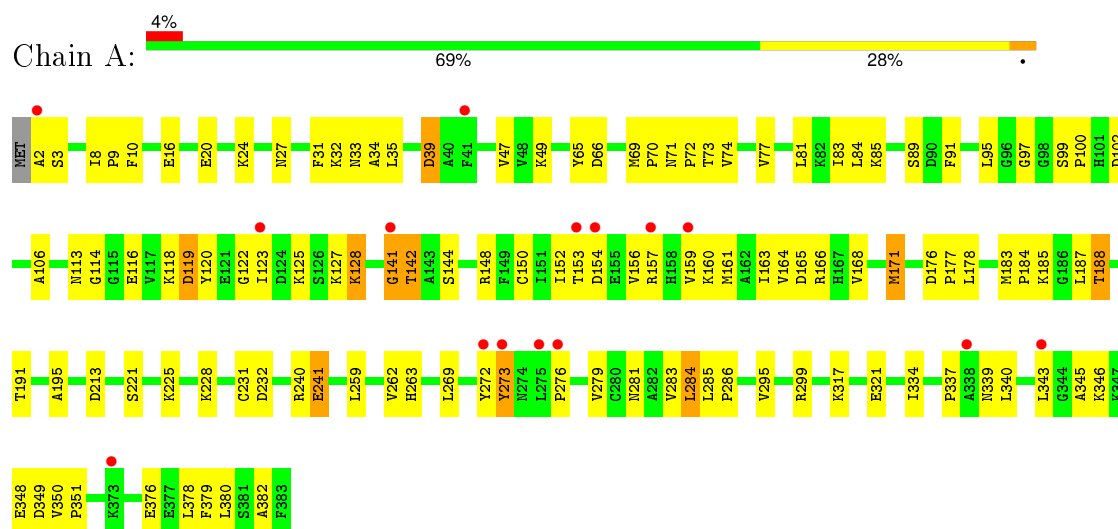 4%
Chain A:
69% 28% •
MET A2 S3 I8 P9 F10 E16 E20 K24 N27 F31 K32 N33 A34 L35 D39 A40 F41 V47 V48 K49 Y65 D66 M69 P70 N71 P72 T73 V74 V77 L81 K82 I83 L84 K85 S89 D90 F91 L95 G96 G97 G98 S99 P100 H101 D102
A106 N113 G114 G115 E116 V117 K118 D119 Y120 E121 G122 I123 D124 K125 S126 K127 K128 G141 T142 A143 S144 R148 F149 C150 I151 I152 T153 D154 E155 V156 R157 H158 V159 K160 M161 A162 I163 V164 D165 R166 H167 V168 M171 D176 P177 L178 M183 P184 K185 G186 L187 T188
T191 A195 D213 S221 K225 K228 C231 D232 R240 E241 L259 V262 H263 L269 Y272 Y273 N274 L275 P276 V279 C280 N281 A282 V283 L284 L285 P286 V295 R299 K317 E321 I334 P337 A338 N339 L340 L343 G344 A345 K346 K347
E348 D349 V350 P351 K373 E376 E377 L378 F379 L380 S381 A382 F383